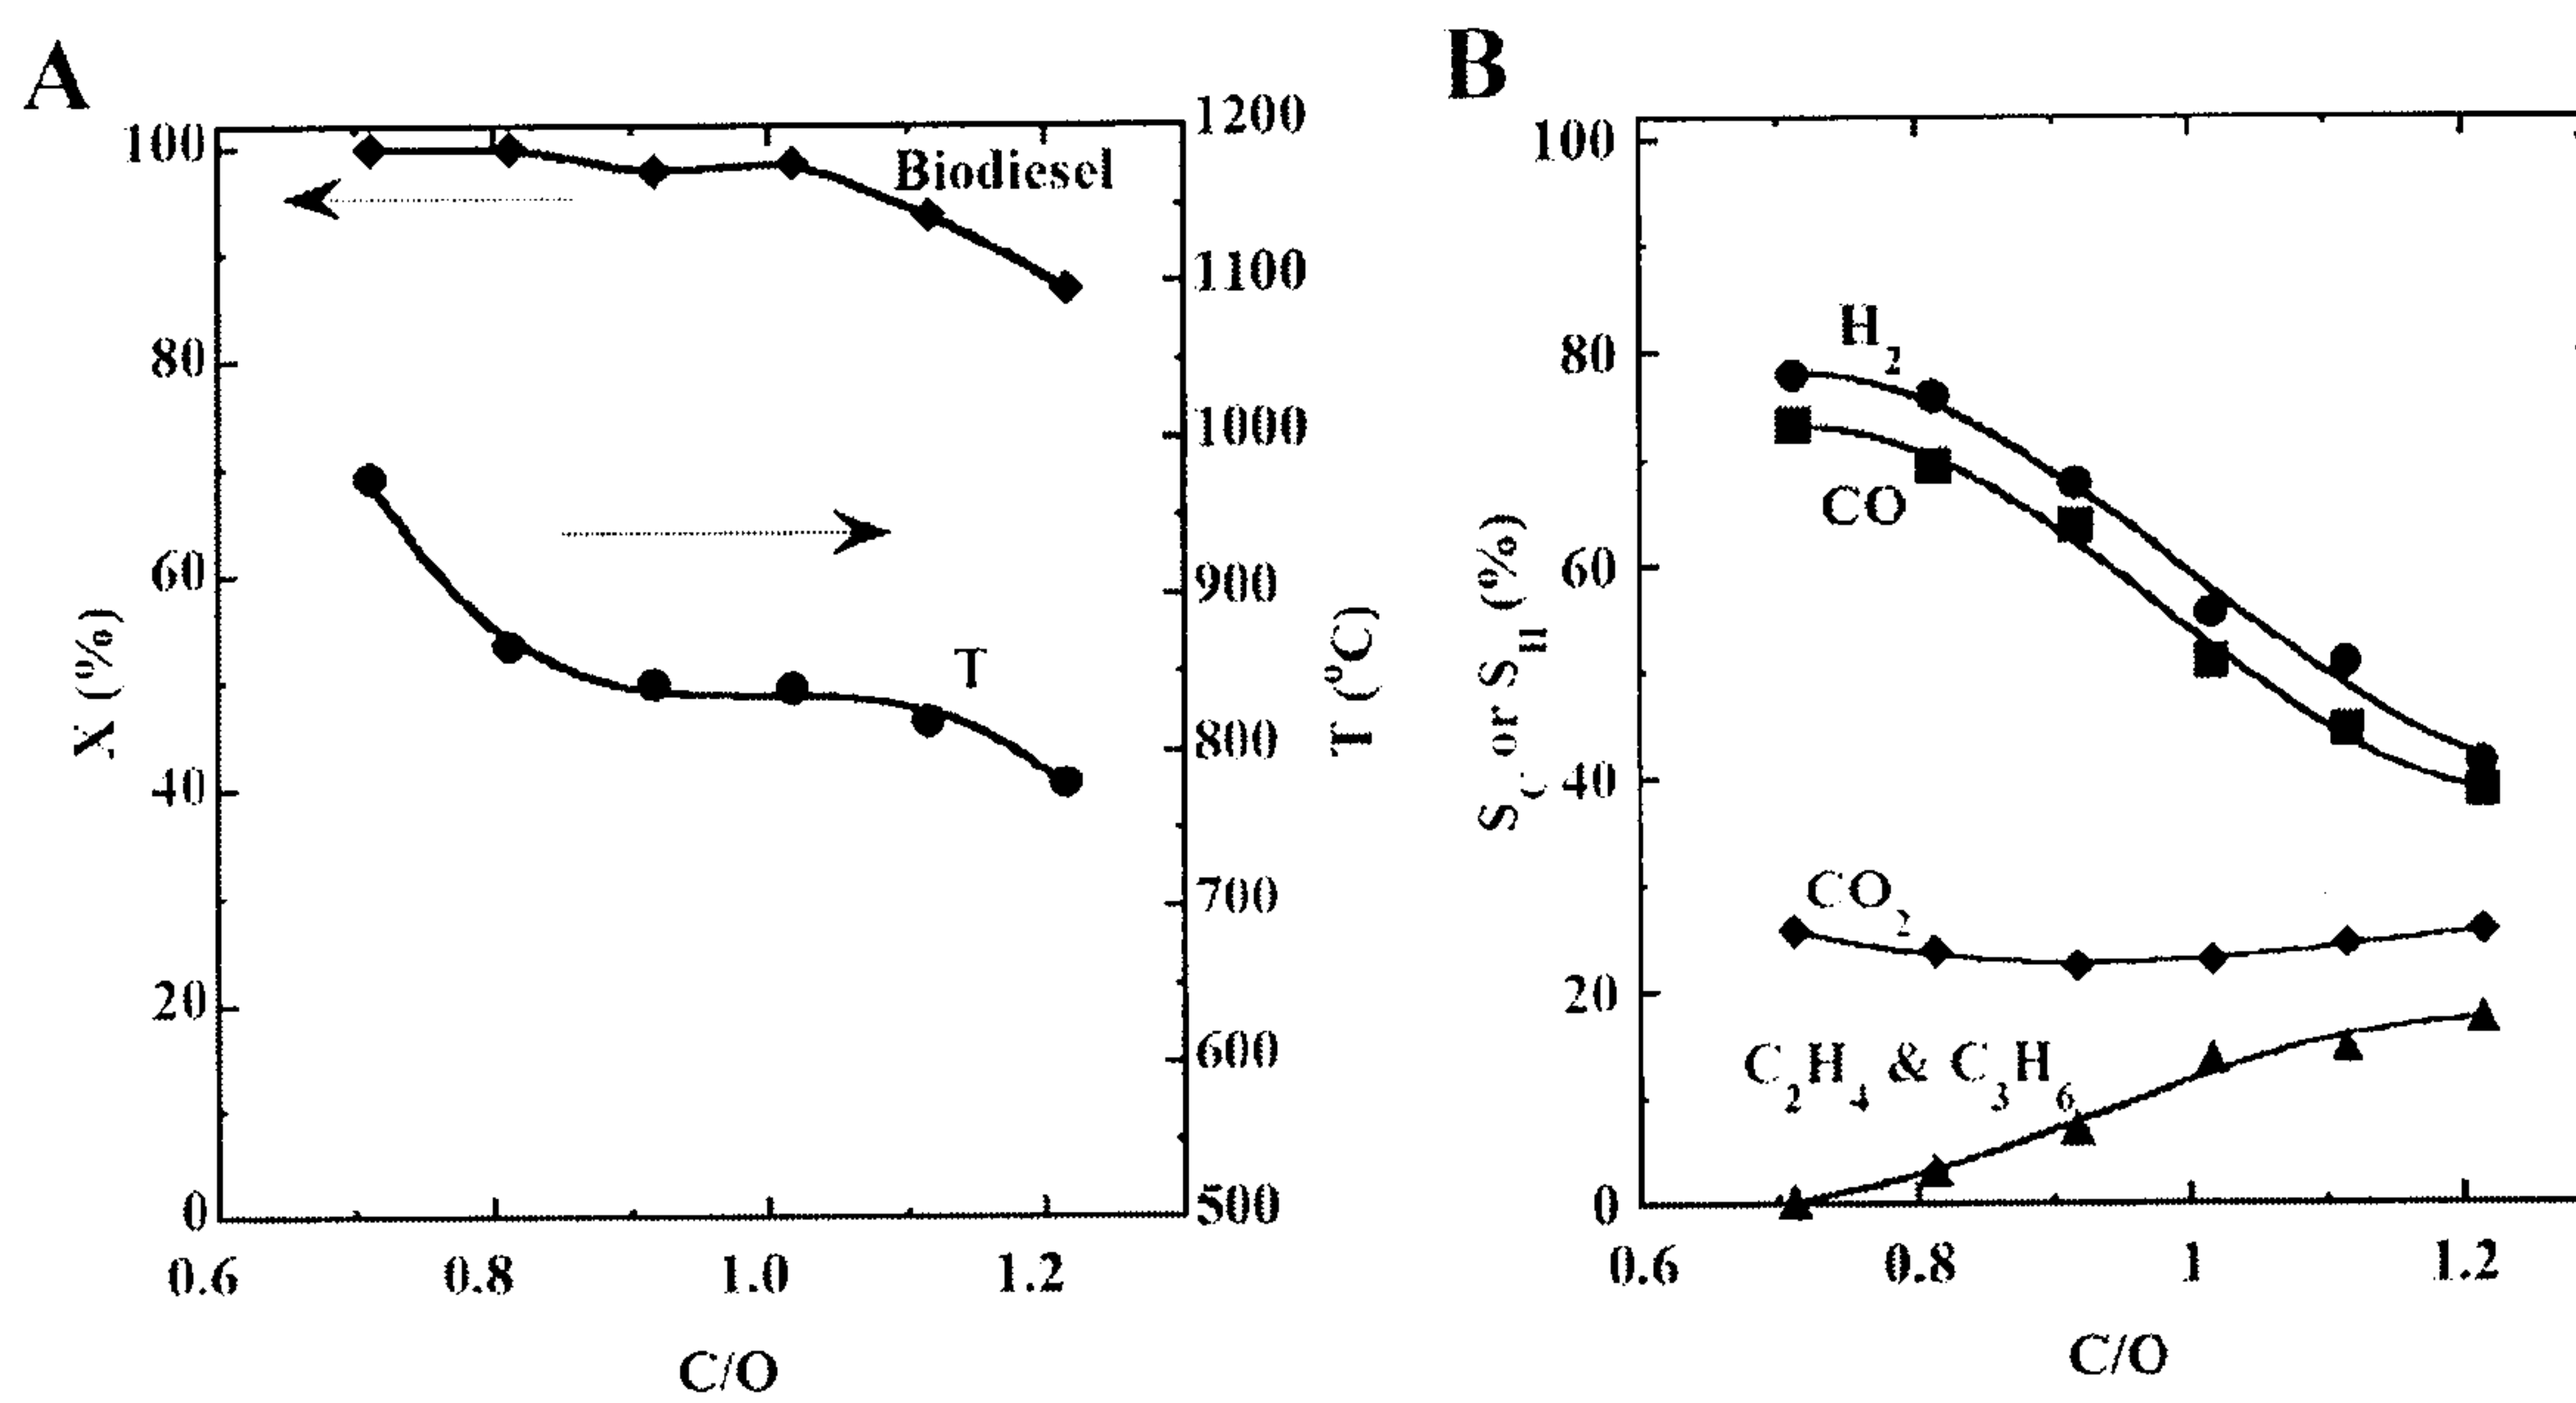 A
B
100
80
60
40
20
0
X (%)
1200
1100
1000
900
800
700
600
500
T (°C)
Biodiesel
T
0.6 0.8 1.0 1.2
C/O
100
80
60
40
20
0
S_C or S_H (%)
H₂
CO
CO₂
C₂H₄ & C₃H₆
0.6 0.8 1 1.2
C/O